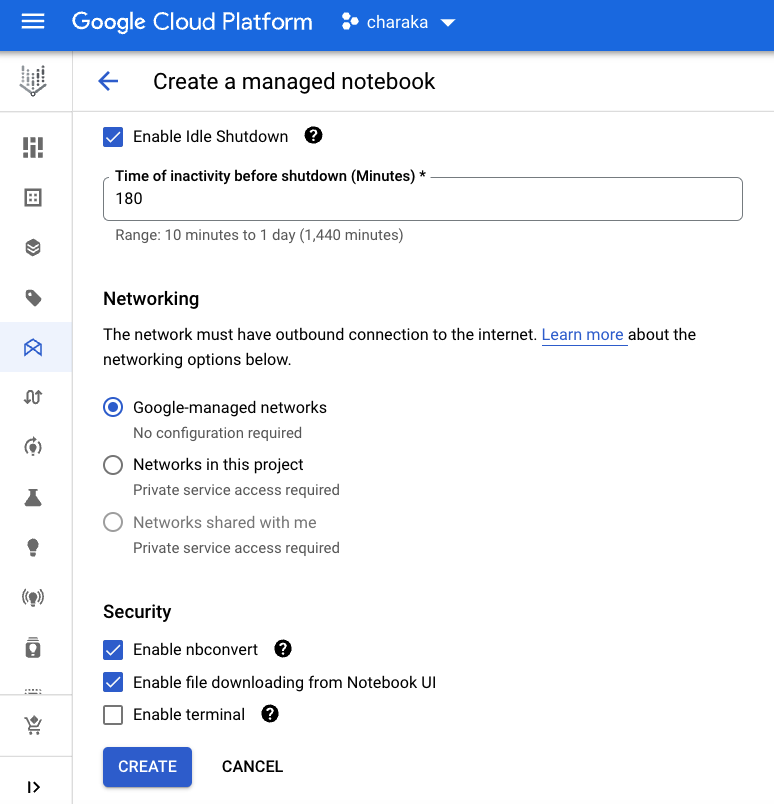 Google Cloud Platform charaka
Create a managed notebook
Enable Idle Shutdown
Time of inactivity before shutdown (Minutes) *
180
Range: 10 minutes to 1 day (1,440 minutes)
Networking
The network must have outbound connection to the internet. Learn more about the
networking options below.
Google-managed networks
No configuration required
Networks in this project
Private service access required
Networks shared with me
Private service access required
Security
Enable nbconvert
Enable file downloading from Notebook UI
Enable terminal
CREATE CANCEL